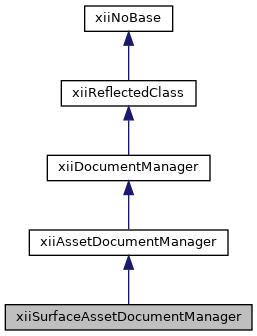 xiiNoBase
xiiReflectedClass
xiiDocumentManager
xiiAssetDocumentManager
xiiSurfaceAssetDocumentManager